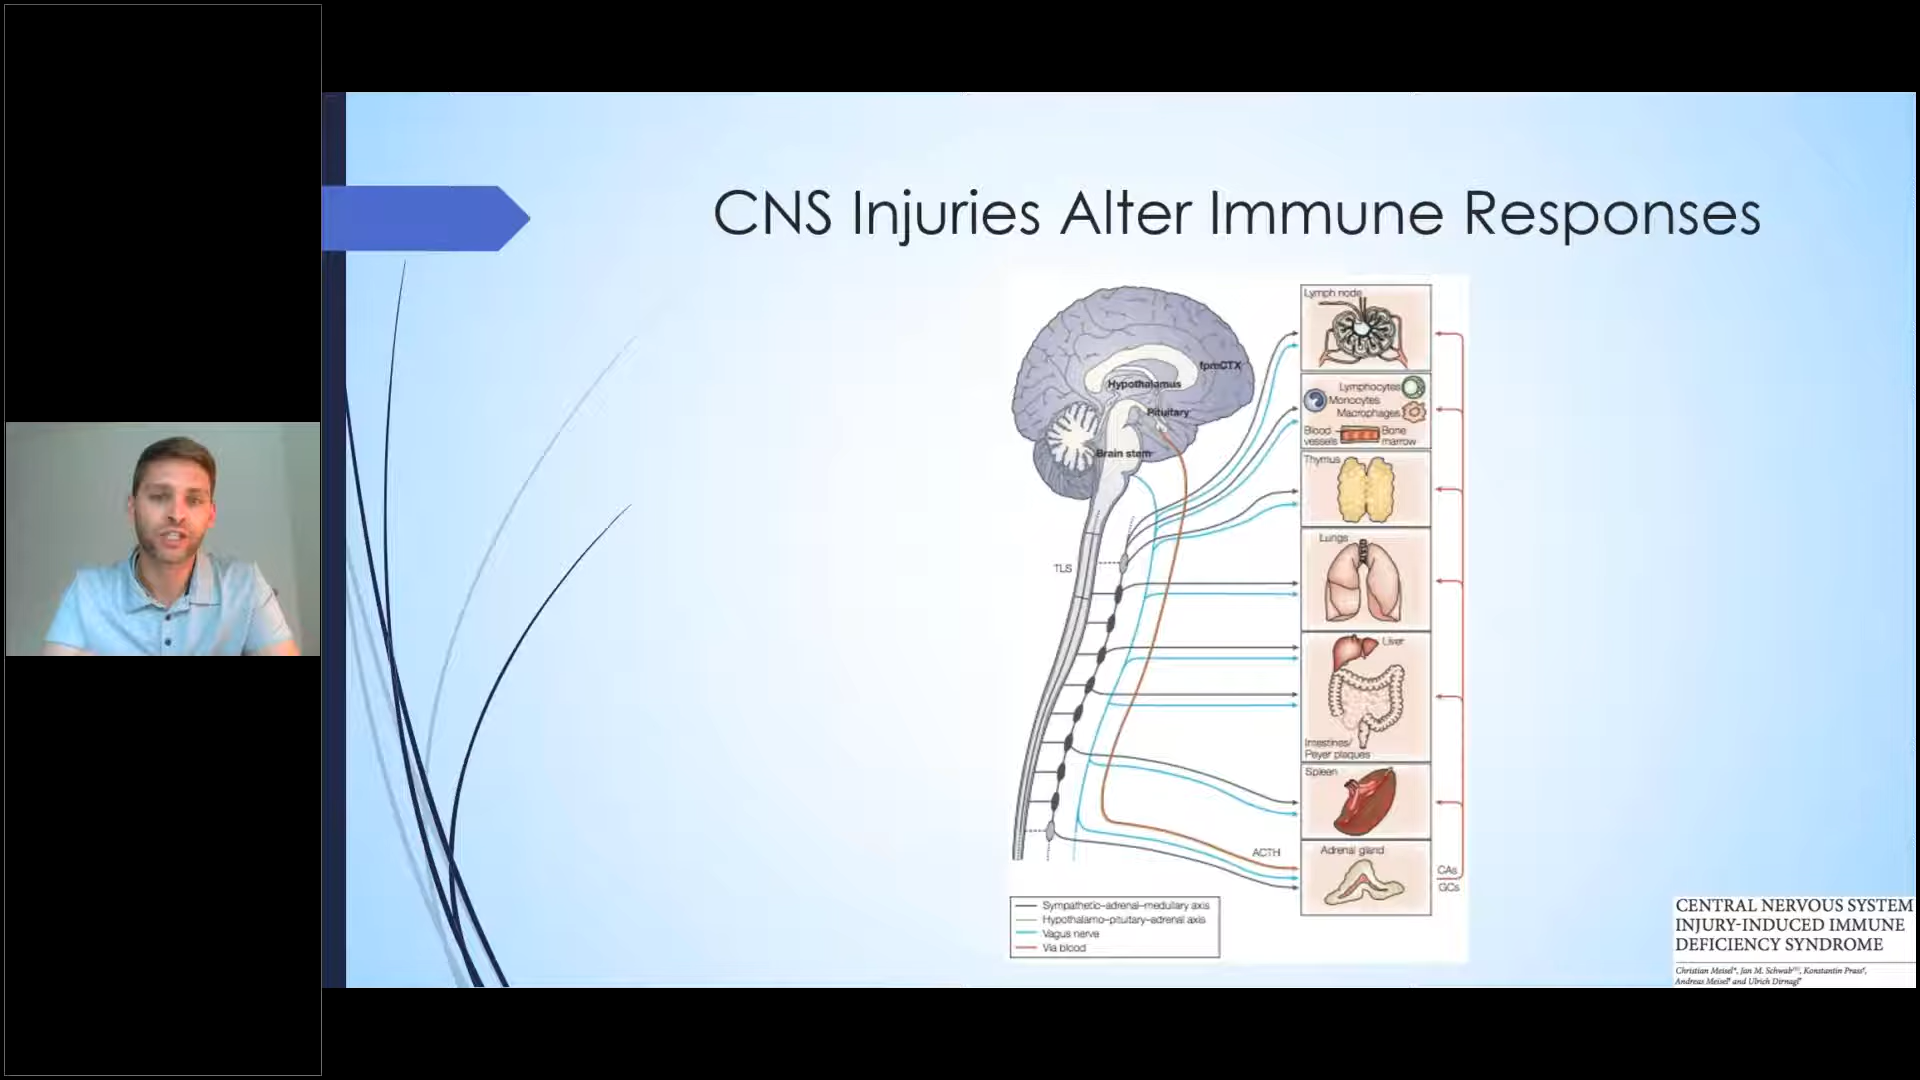 CNS Injuries Alter Immune Responses
Lymph node
fpmCTX
Hypothalamus
Pituitary
Brain stem
Lymphocytes
Monocytes
Macrophages
Blood
vessels
Bone
marrow
Thymus
Lungs
TLS
Liver
Intestines/
Peyer plaques
Spleen
ACTH
Adrenal gland
CAs
GCs
Sympathetic–adrenal–medullary axis
Hypothalamo–pituitary–adrenal axis
Vagus nerve
Via blood
CENTRAL NERVOUS SYSTEM
INJURY-INDUCED IMMUNE
DEFICIENCY SYNDROME
Christian Meisel*, Jan M. Schwab, Konstantin Prass,
Andreas Meisel and Ulrich Dirnagl